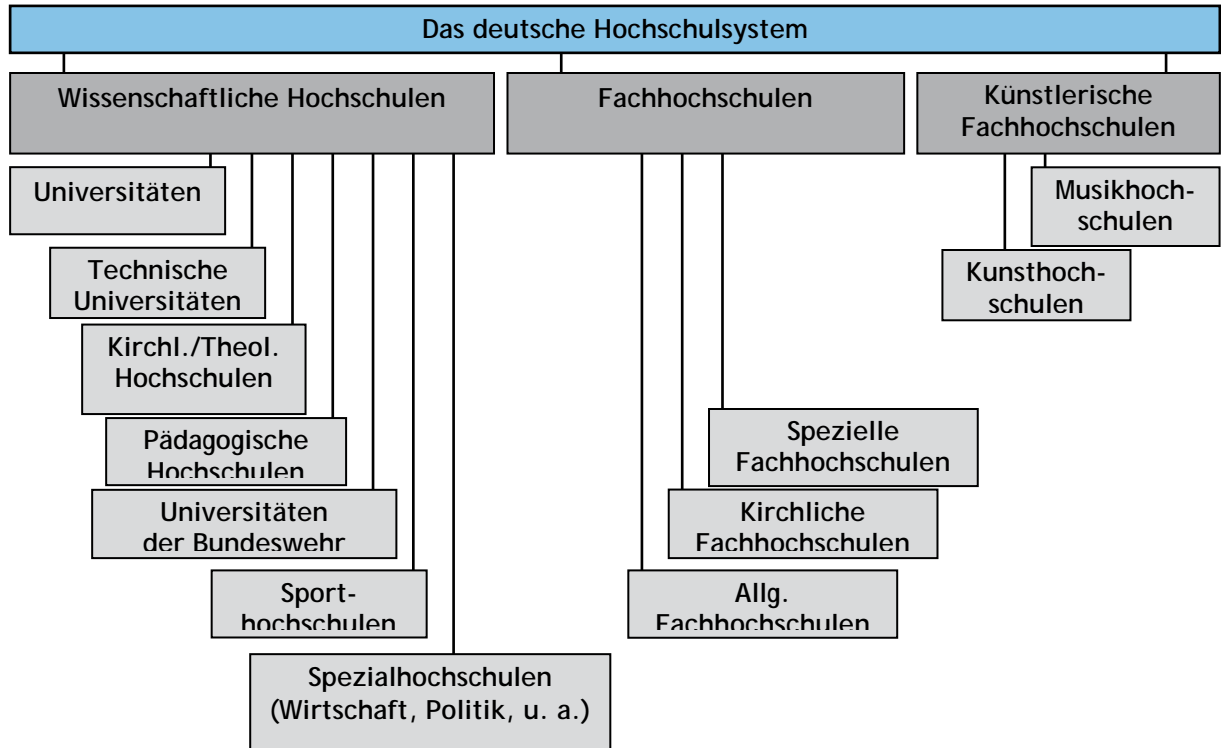 Das deutsche Hochschulsystem
Wissenschaftliche Hochschulen
Fachhochschulen
Künstlerische
Fachhochschulen
Universitäten
Technische
Universitäten
Kirchl./Theol.
Hochschulen
Pädagogische
Hochschulen
Universitäten
der Bundeswehr
Sport-
hochschulen
Spezialhochschulen
(Wirtschaft, Politik, u. a.)
Spezielle
Fachhochschulen
Kirchliche
Fachhochschulen
Allg.
Fachhochschulen
Musikhoch-
schulen
Kunsthoch-
schulen